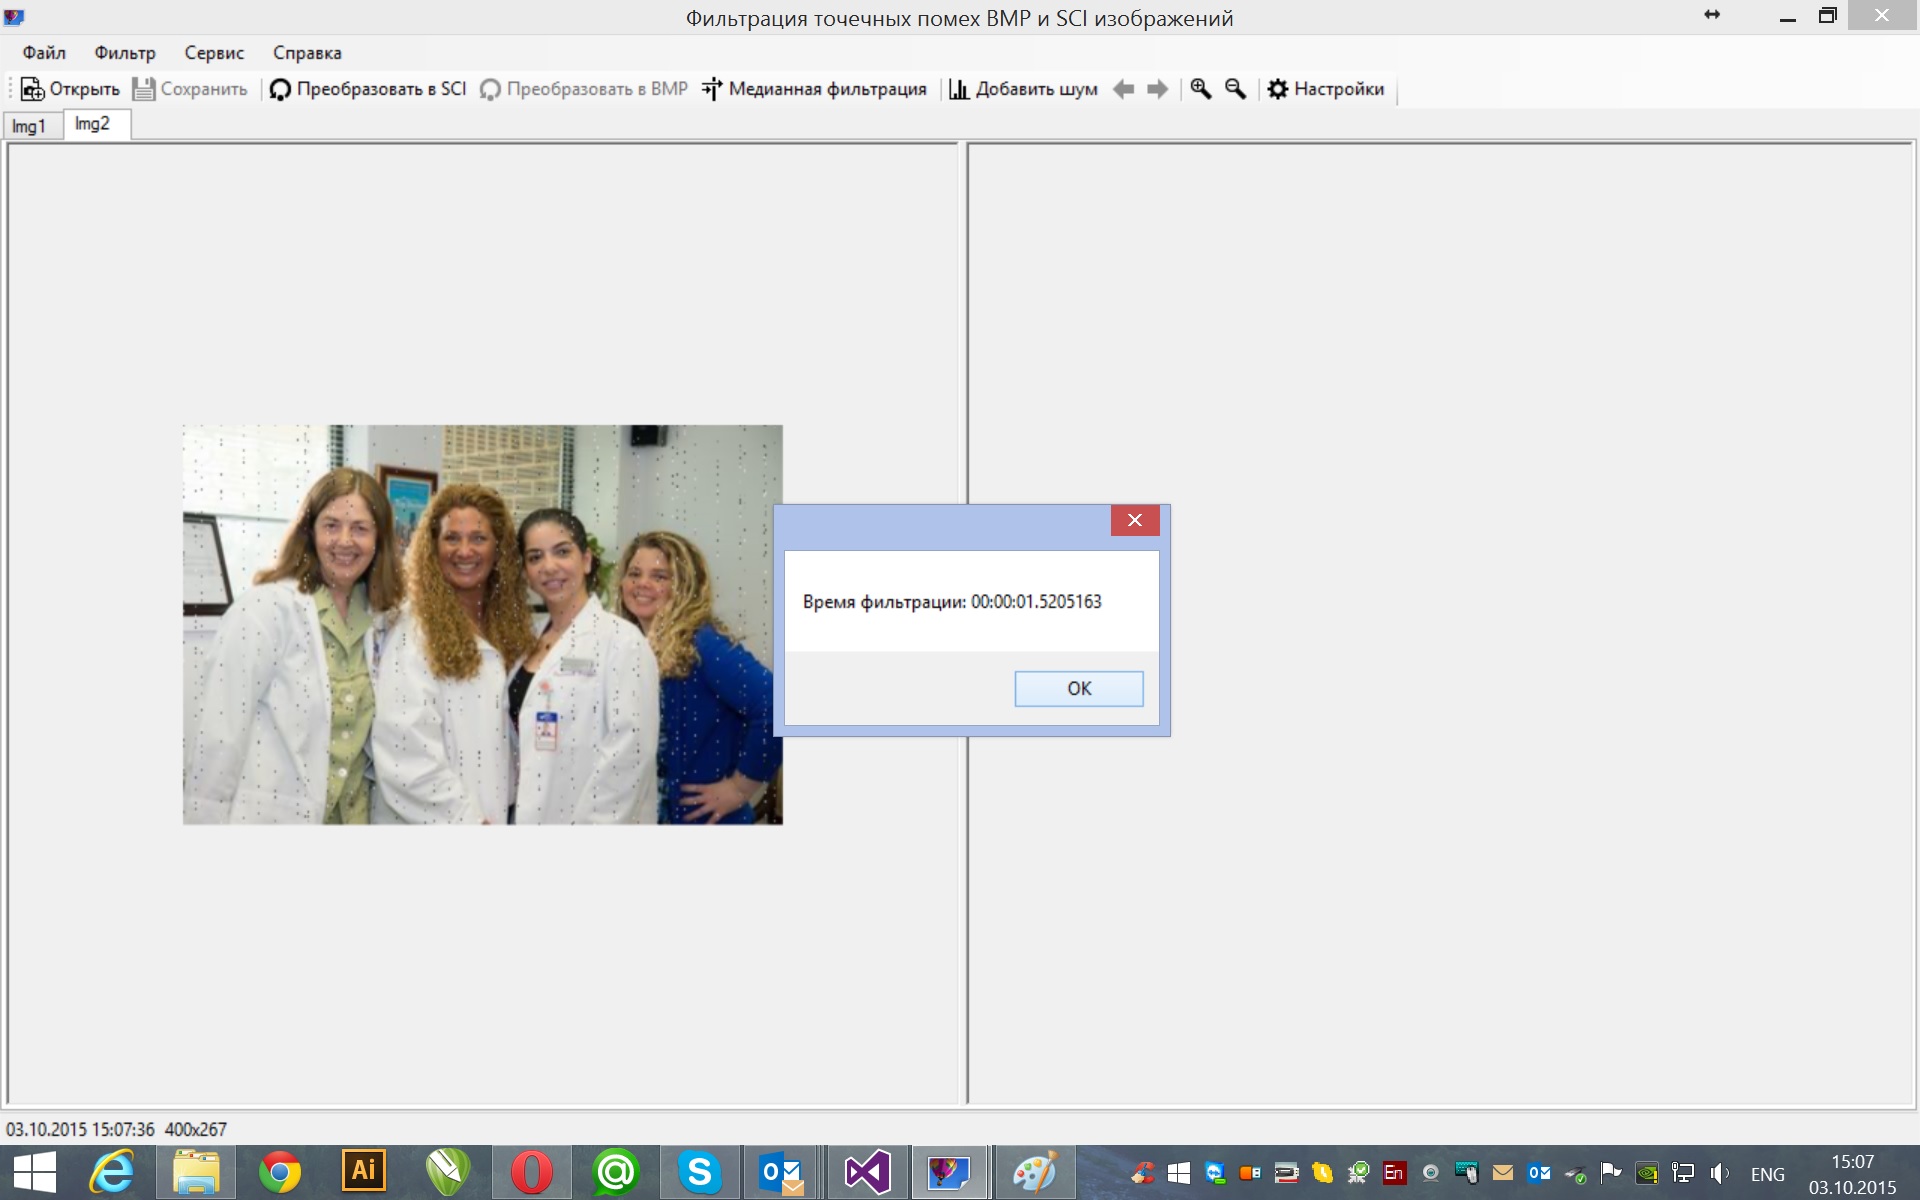 Фильтрация точечных помех BMP и SCI изображений
Файл Фильтр Сервис Справка
Открыть Сохранить Преобразовать в SCI Преобразовать в BMP Медианная фильтрация Добавить шум Настройки
Img1 Img2
Время фильтрации: 00:00:01.5205163
OK
03.10.2015 15:07:36 400x267
Ai
En
ENG
15:07
03.10.2015